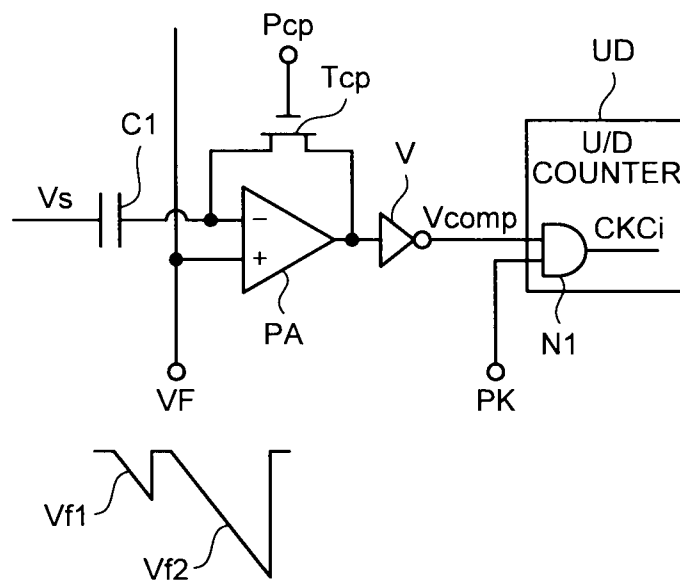 Pcp
UD
Tcp
C1
U/D
COUNTER
V
Vs
Vcomp
CKCi
−
+
PA
N1
VF
PK
Vf1
Vf2